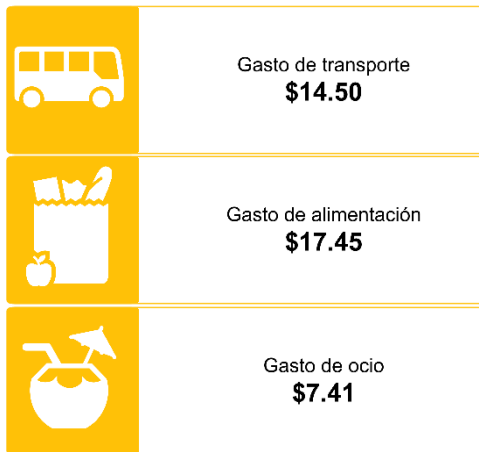 Gasto de transporte
$14.50
Gasto de alimentación
$17.45
Gasto de ocio
$7.41